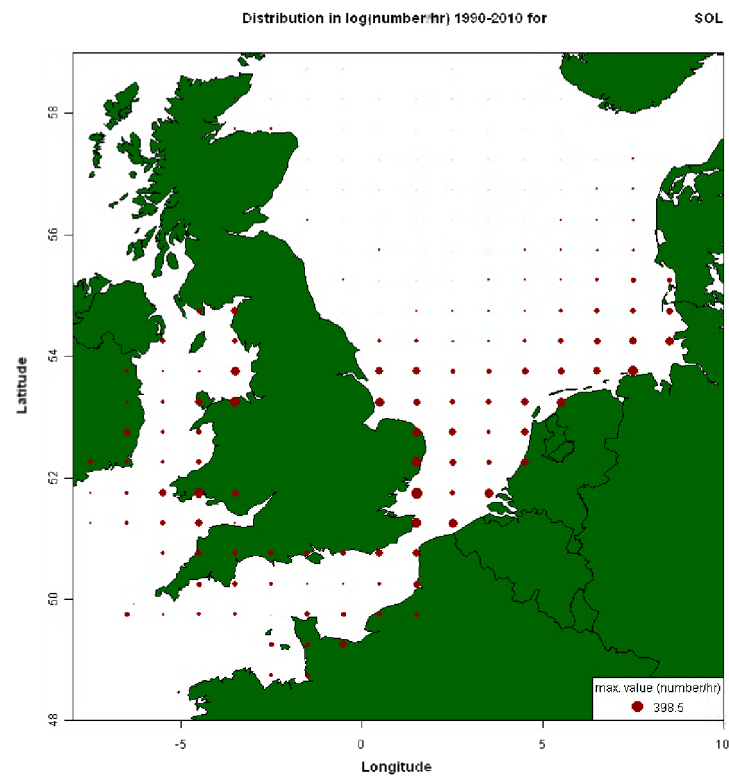 Distribution in log(number/hr) 1990-2010 for SOL
58
56
54
52
50
48
Latitude
-5 0 5 10
Longitude
max. value (number/hr)
398.5